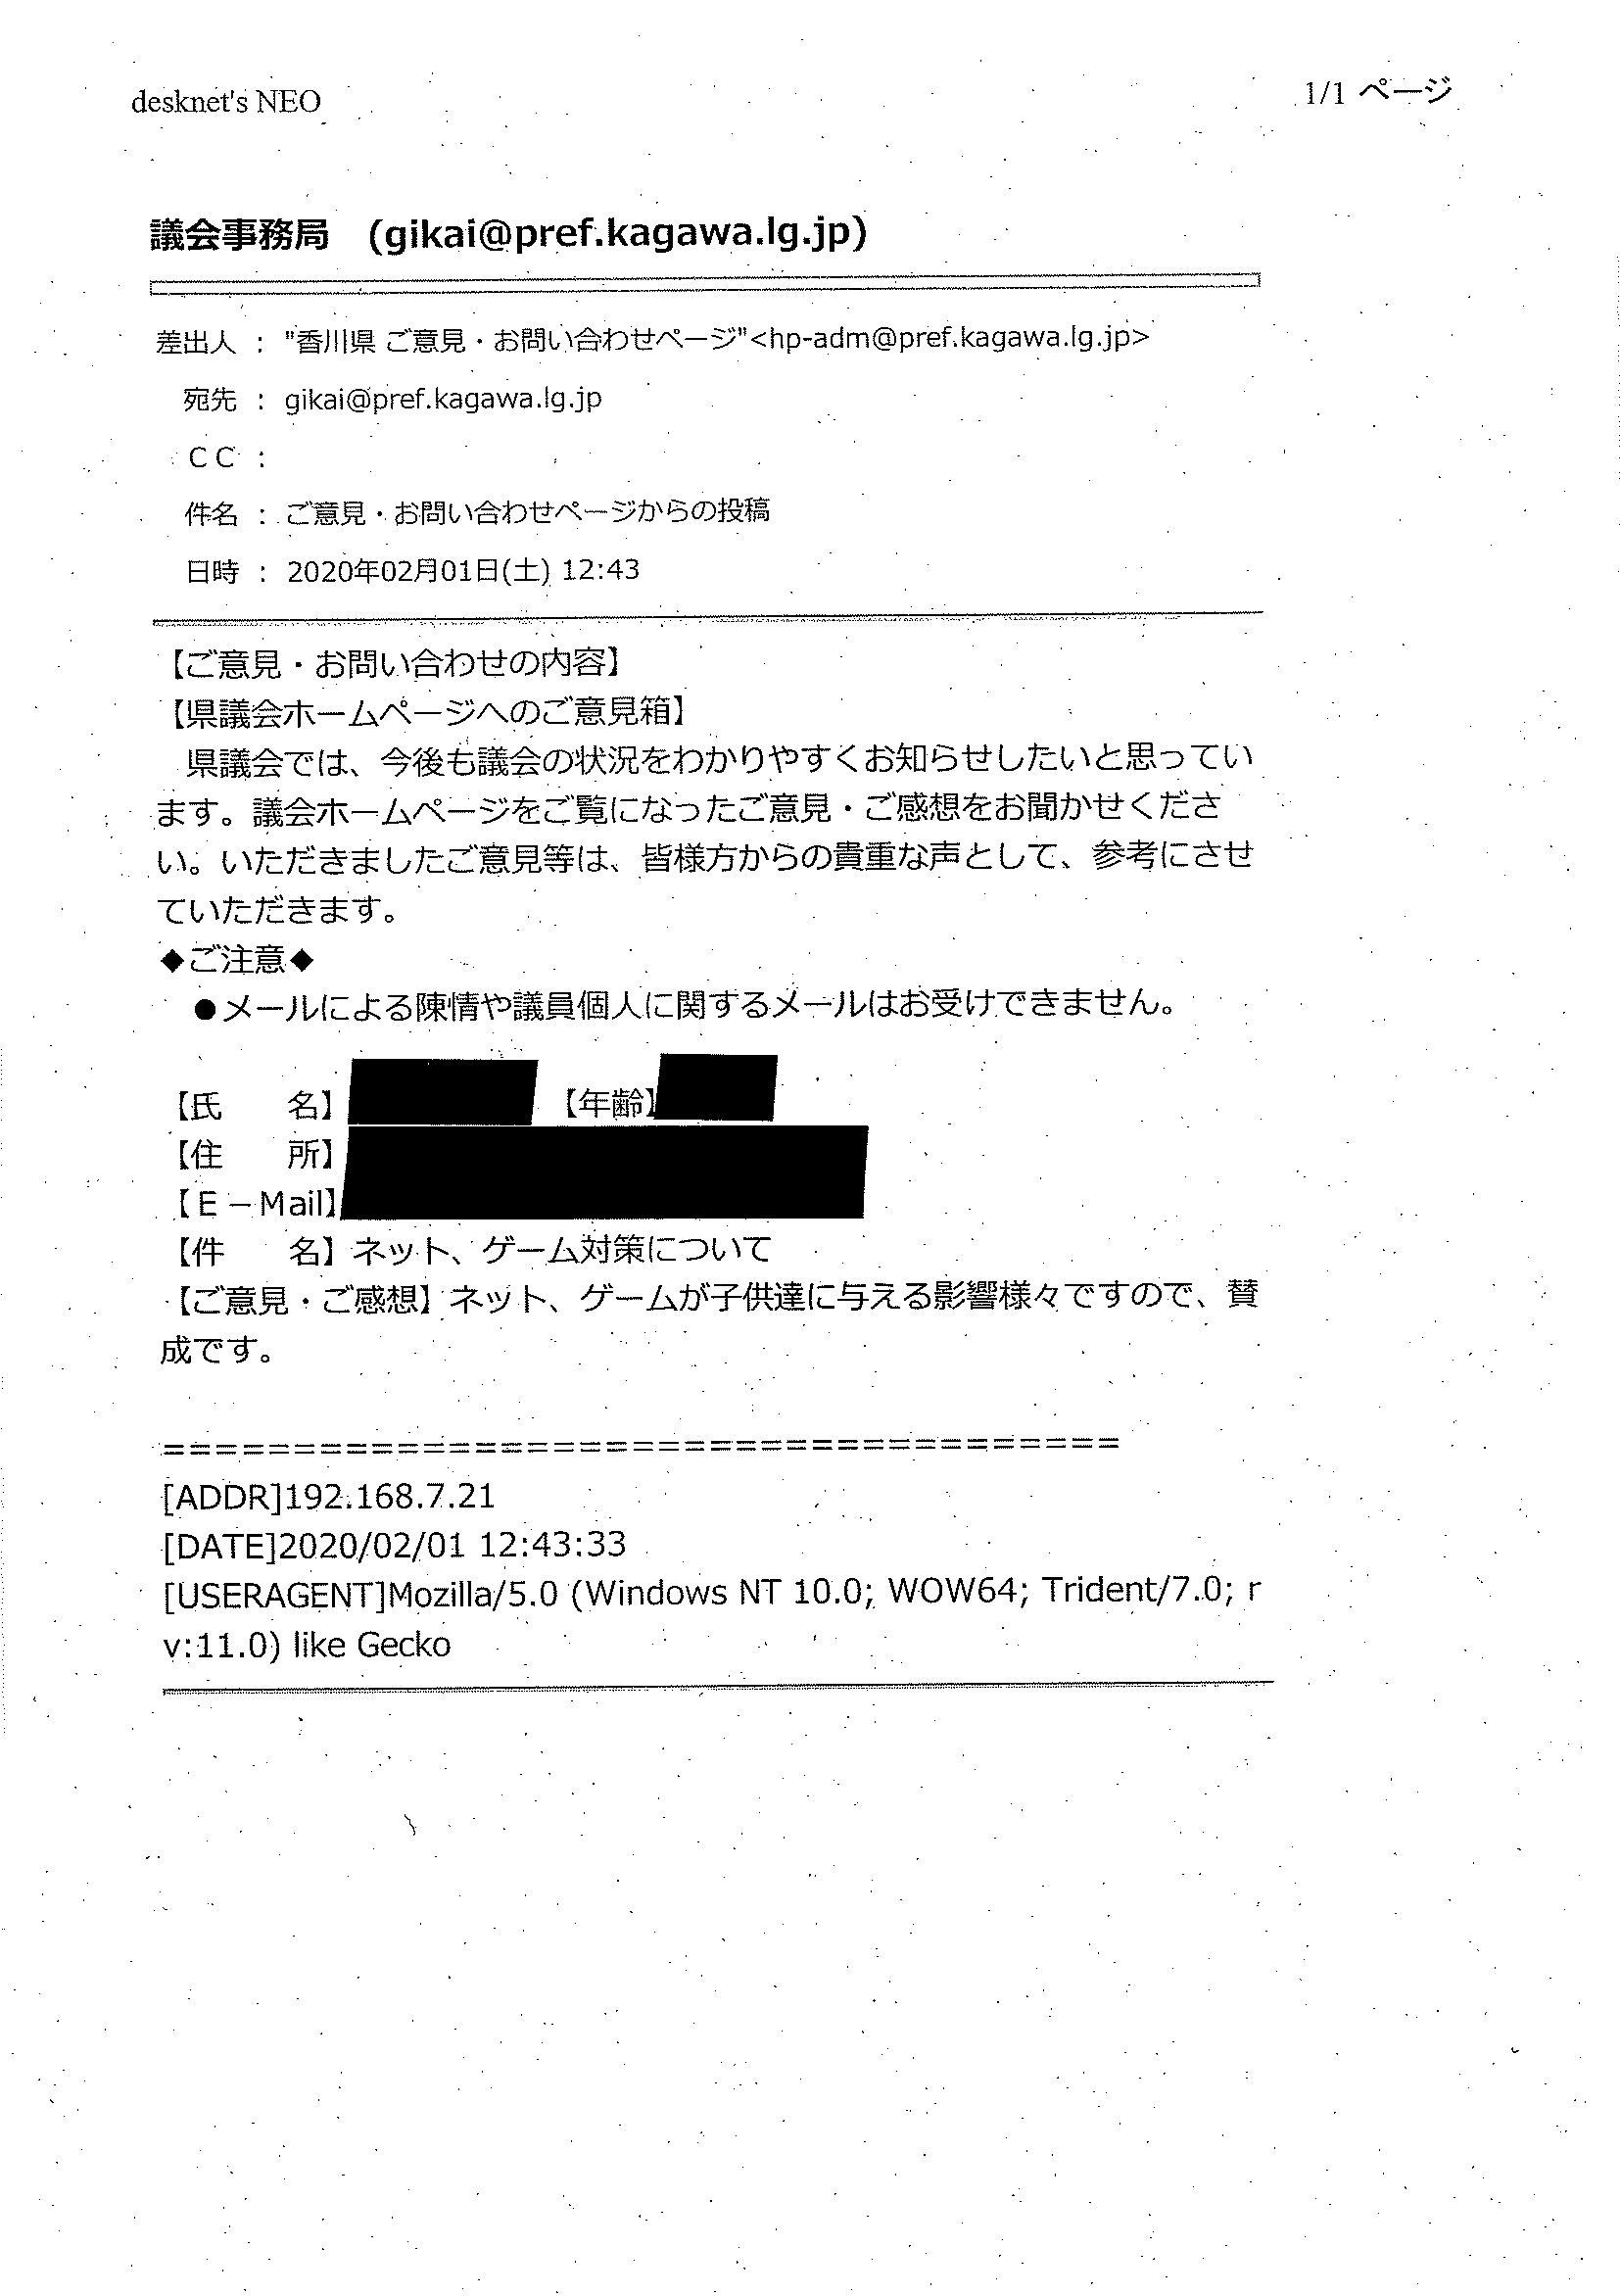 desknet's NEO
1/1 ページ
議会事務局　(gikai@pref.kagawa.lg.jp)
差出人 : "香川県 ご意見・お問い合わせページ"<hp-adm@pref.kagawa.lg.jp>
宛先 : gikai@pref.kagawa.lg.jp
ＣＣ :
件名 : ご意見・お問い合わせページからの投稿
日時 : 2020年02月01日(土) 12:43
【ご意見・お問い合わせの内容】
【県議会ホームページへのご意見箱】
　県議会では、今後も議会の状況をわかりやすくお知らせしたいと思ってい
ます。議会ホームページをご覧になったご意見・ご感想をお聞かせくださ
い。いただきましたご意見等は、皆様方からの貴重な声として、参考にさせ
ていただきます。
◆ご注意◆
　●メールによる陳情や議員個人に関するメールはお受けできません。
【氏　　名】　【年齢】
【住　　所】
【Ｅ－Mail】
【件　　名】ネット、ゲーム対策について
【ご意見・ご感想】ネット、ゲームが子供達に与える影響様々ですので、賛
成です。
=====================================
[ADDR]192.168.7.21
[DATE]2020/02/01 12:43:33
[USERAGENT]Mozilla/5.0 (Windows NT 10.0; WOW64; Trident/7.0; r
v:11.0) like Gecko